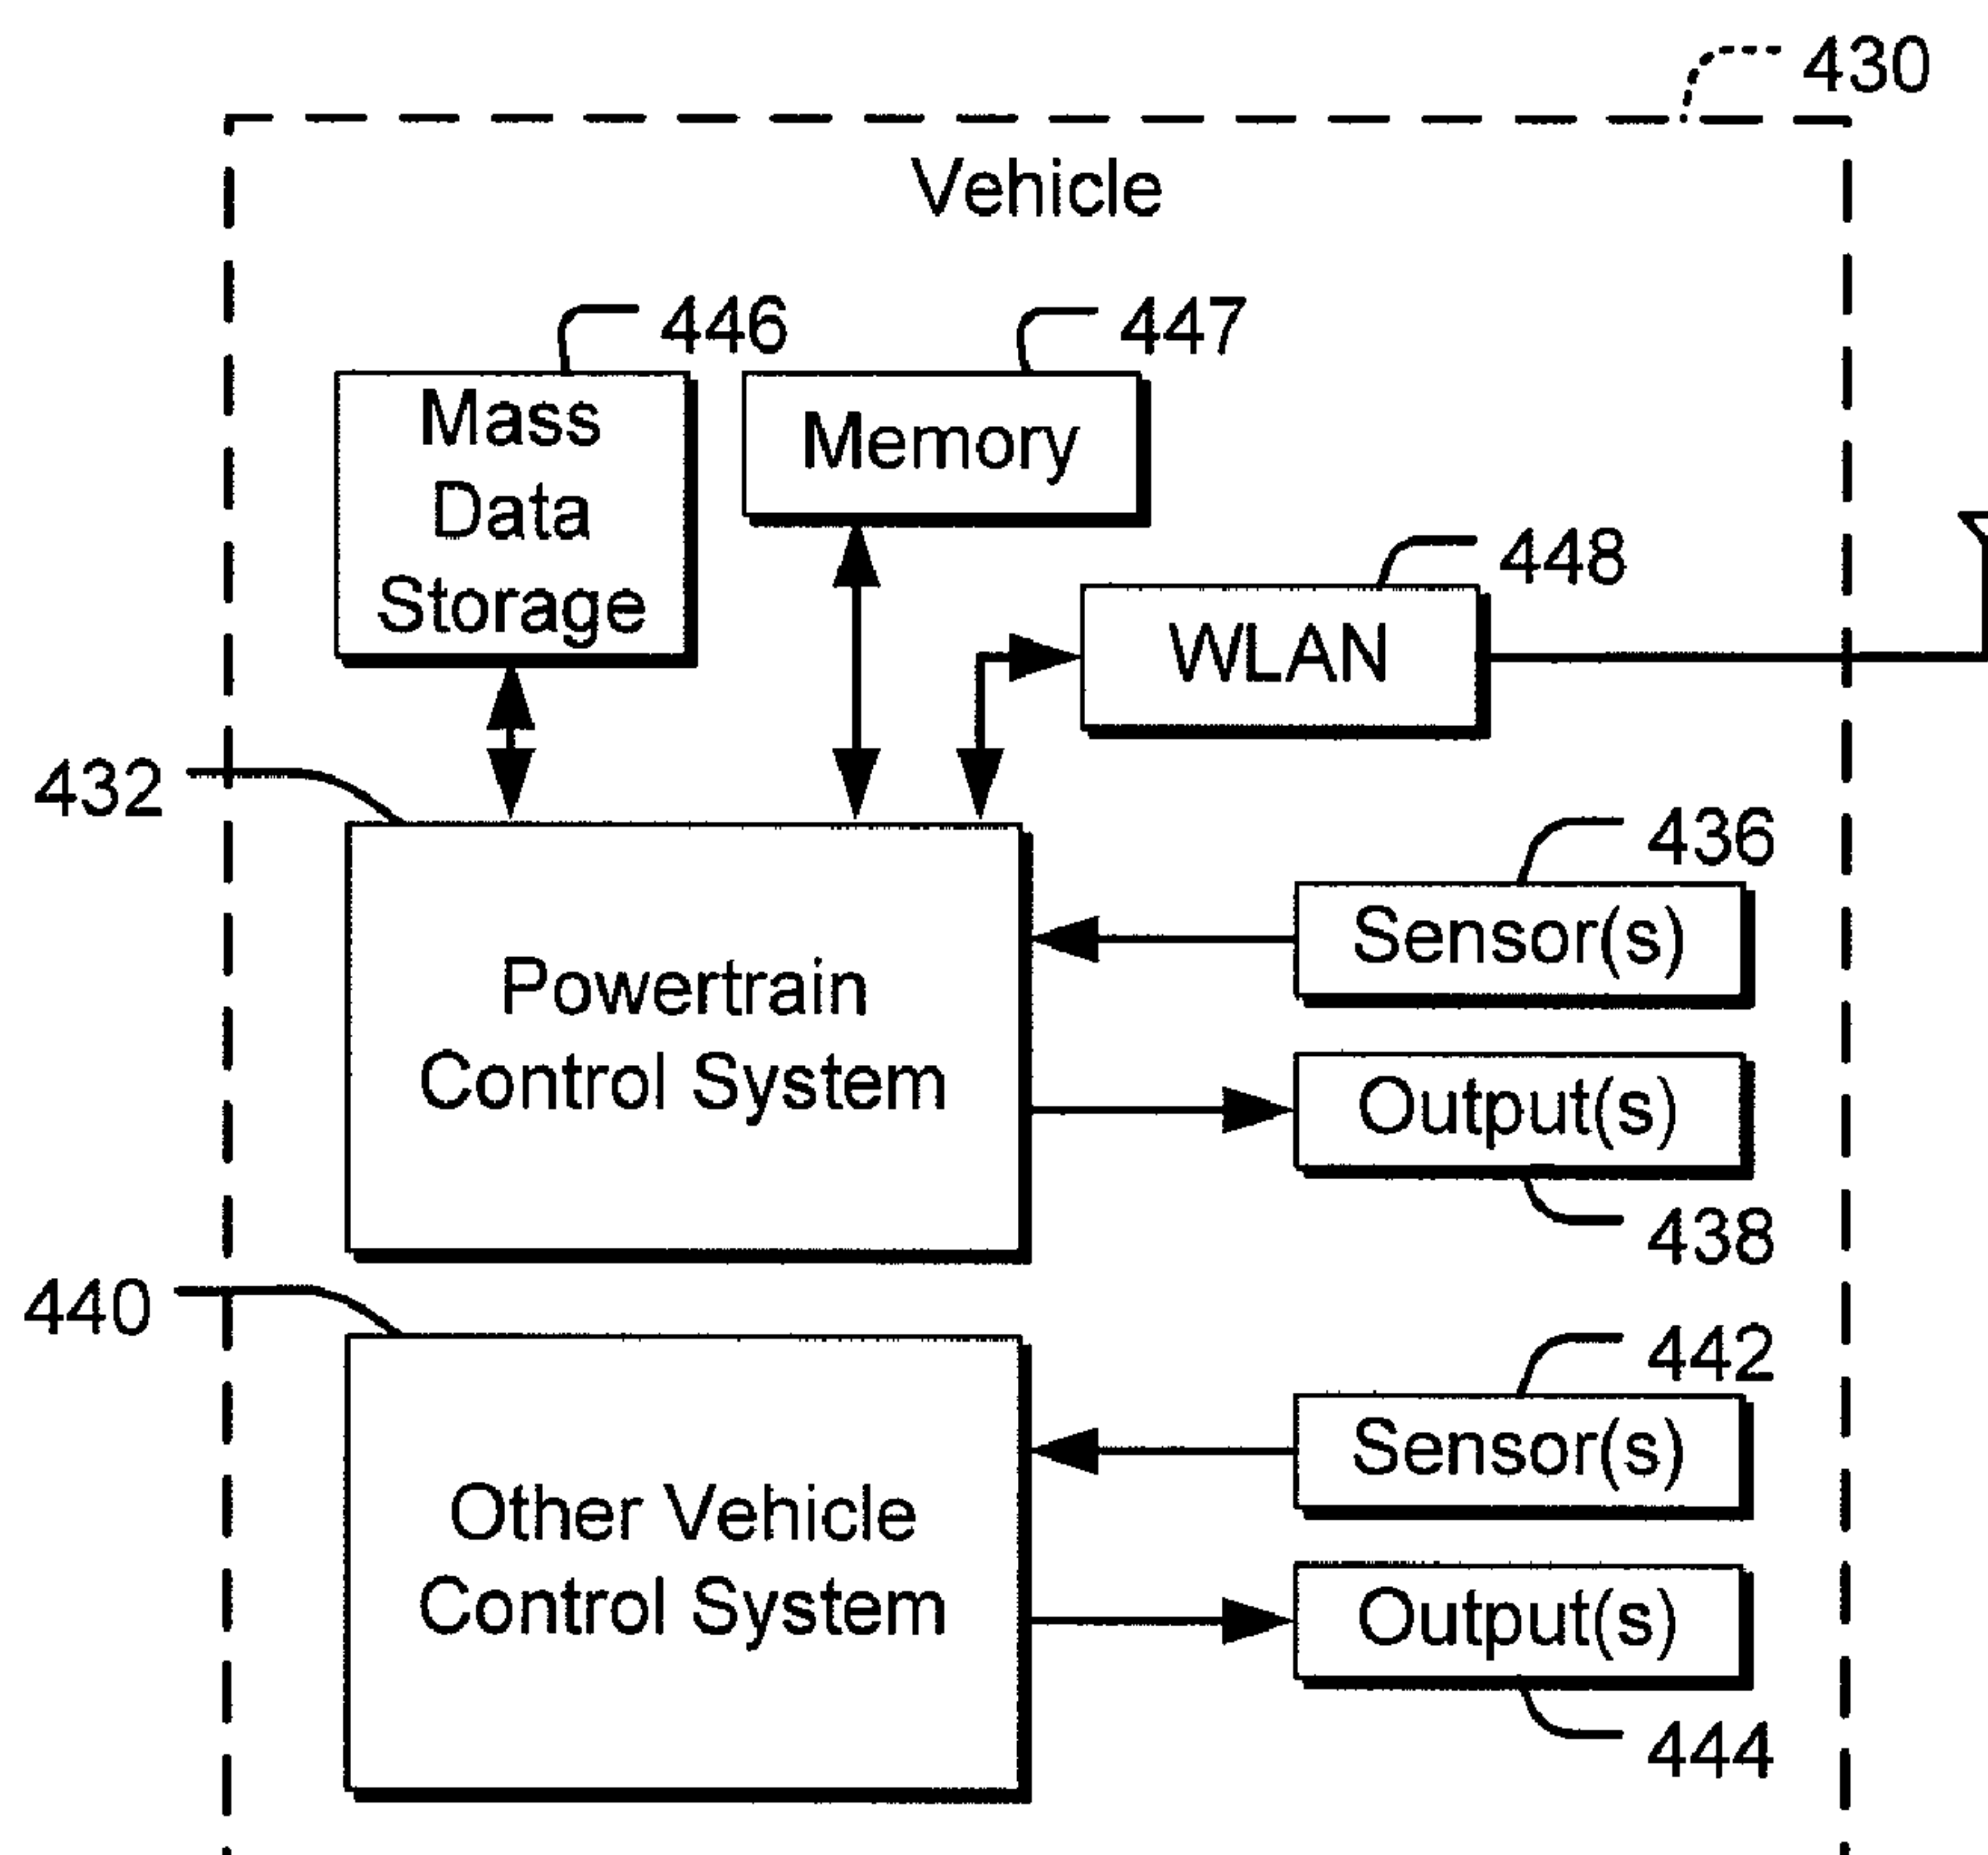 430
Vehicle
446
447
Mass
Data
Storage
Memory
448
WLAN
432
436
Sensor(s)
Powertrain
Control System
Output(s)
438
440
442
Sensor(s)
Other Vehicle
Control System
Output(s)
444